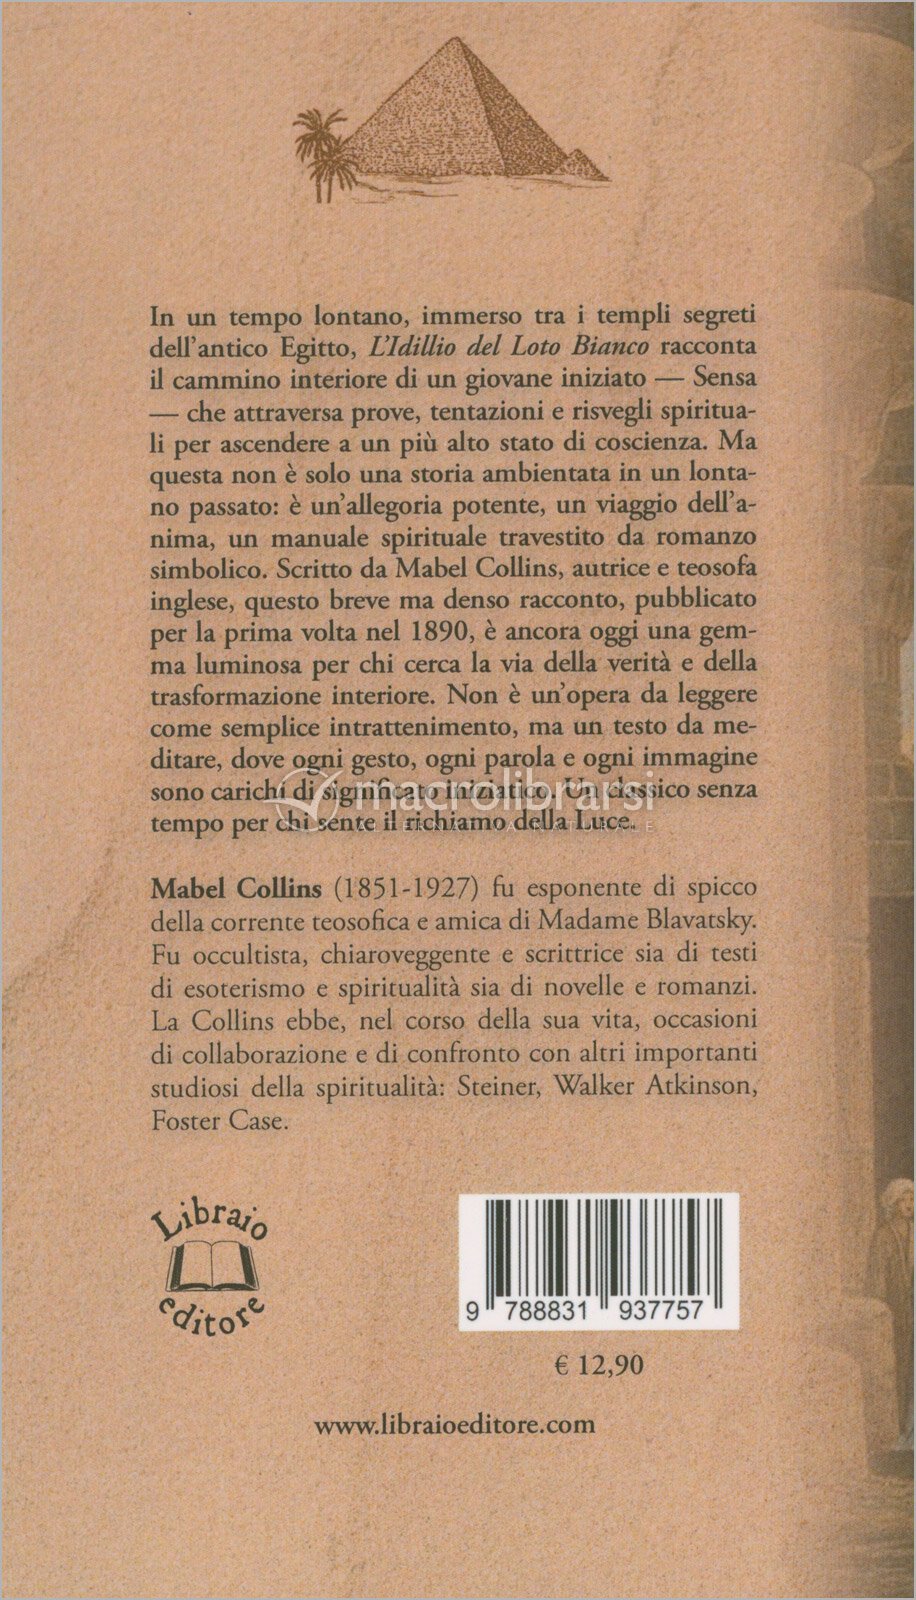 In un tempo lontano, immerso tra i templi segreti
dell'antico Egitto, L'Idillio del Loto Bianco racconta
il cammino interiore di un giovane iniziato — Sensa
— che attraversa prove, tentazioni e risvegli spiritua-
li per ascendere a un più alto stato di coscienza. Ma
questa non è solo una storia ambientata in un lonta-
no passato: è un'allegoria potente, un viaggio dell'a-
nima, un manuale spirituale travestito da romanzo
simbolico. Scritto da Mabel Collins, autrice e teosofa
inglese, questo breve ma denso racconto, pubblicato
per la prima volta nel 1890, è ancora oggi una gem-
ma luminosa per chi cerca la via della verità e della
trasformazione interiore. Non è un'opera da leggere
come semplice intrattenimento, ma un testo da me-
ditare, dove ogni gesto, ogni parola e ogni immagine
sono carichi di significato iniziatico. Un classico senza
tempo per chi sente il richiamo della Luce.
macrolibrarsi
Mabel Collins (1851-1927) fu esponente di spicco
della corrente teosofica e amica di Madame Blavatsky.
Fu occultista, chiaroveggente e scrittrice sia di testi
di esoterismo e spiritualità sia di novelle e romanzi.
La Collins ebbe, nel corso della sua vita, occasioni
di collaborazione e di confronto con altri importanti
studiosi della spiritualità: Steiner, Walker Atkinson,
Foster Case.
Libraio
editore
9 788831 937757
€ 12,90
www.libraioeditore.com